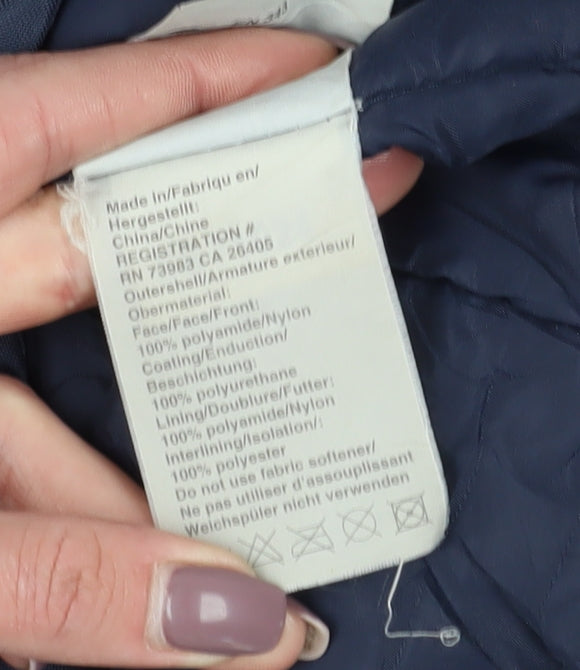 Made In/Fabriqu en/
Hergestellt:
China/Chine
REGISTRATION #
RN 73983 CA 26405
Outershell/Armature exterieur/
Obermaterial:
Face/Face/Front:
100% polyamide/Nylon
Coating/Enduction/
Beschichtung:
100% polyurethane
Lining/Doublure/Futter:
100% polyamide/Nylon
Interlining/Isolation/:
100% polyester
Do not use fabric softener/
Ne pas utiliser d'assouplissant
Weichspüler nicht verwenden